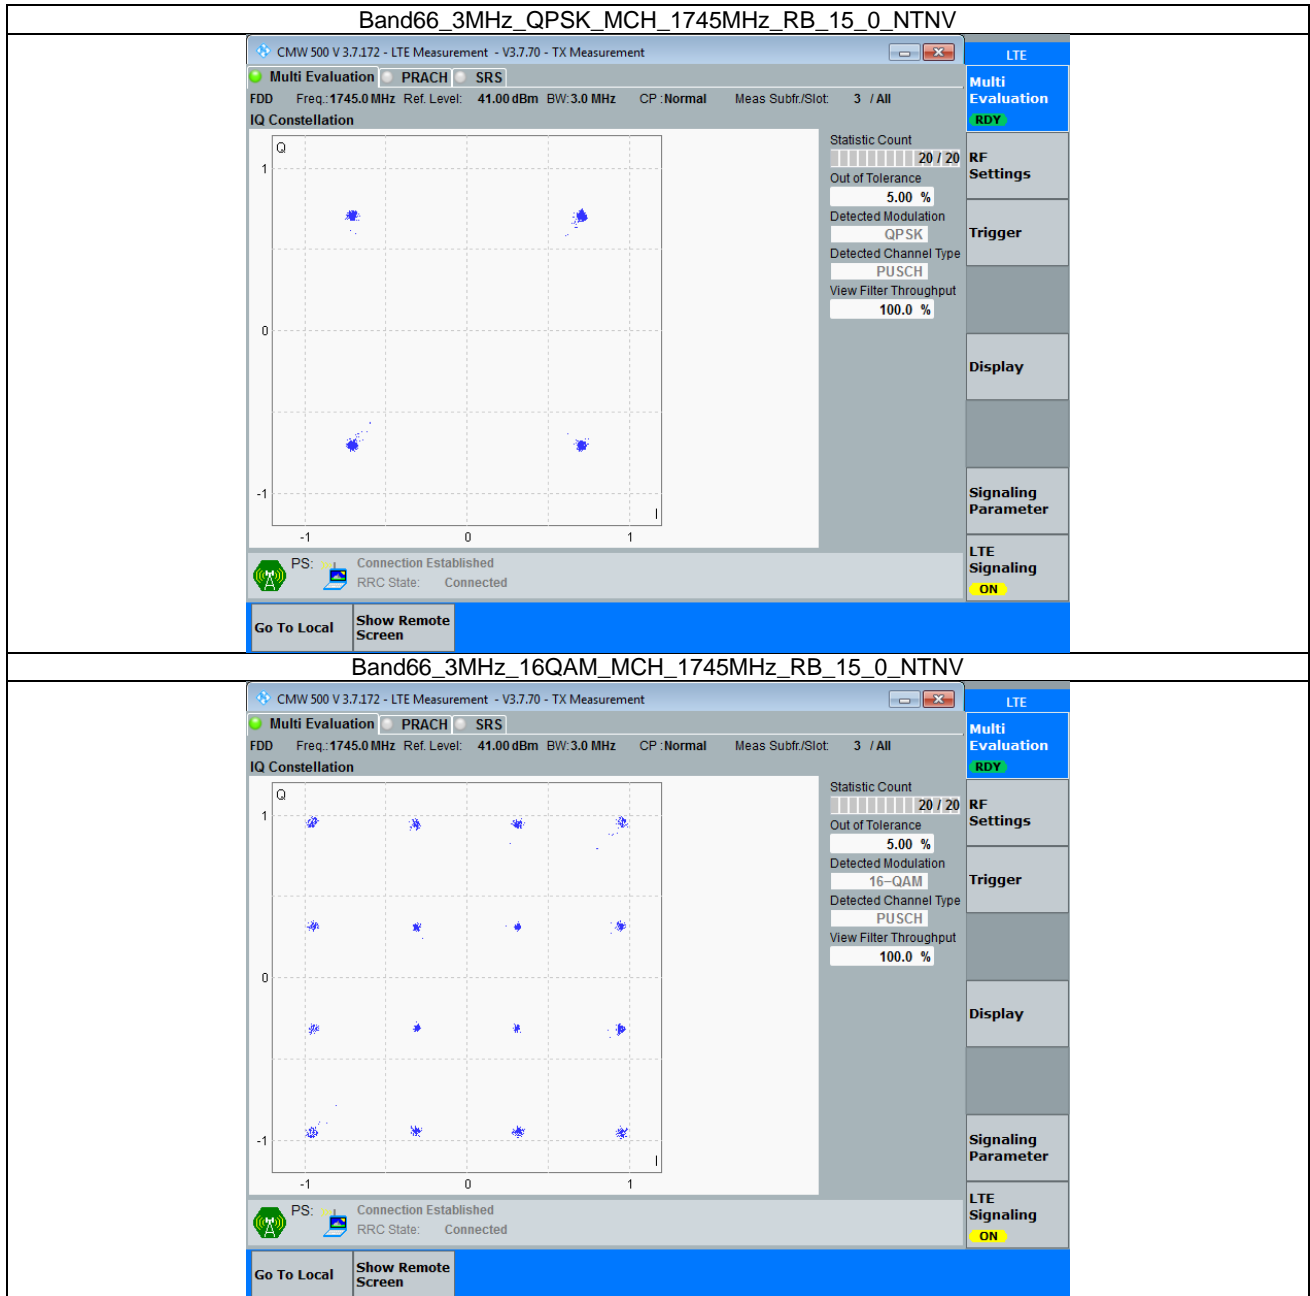 Band66_3MHz_QPSK_MCH_1745MHz_RB_15_0_NTNV
CMW 500 V 3.7.172 - LTE Measurement - V3.7.70 - TX Measurement
LTE
Multi Evaluation PRACH SRS
FDD Freq.:1745.0 MHz Ref. Level: 41.00 dBm BW:3.0 MHz CP :Normal Meas Subfr./Slot: 3 / All
IQ Constellation
Q
1
0
-1
-1 0 1
I
Statistic Count
20 / 20
Out of Tolerance
5.00 %
Detected Modulation
QPSK
Detected Channel Type
PUSCH
View Filter Throughput
100.0 %
Multi
Evaluation
RDY
RF
Settings
Trigger
Display
Signaling
Parameter
LTE
Signaling
ON
PS: Connection Established
RRC State: Connected
Go To Local
Show Remote
Screen
Band66_3MHz_16QAM_MCH_1745MHz_RB_15_0_NTNV
CMW 500 V 3.7.172 - LTE Measurement - V3.7.70 - TX Measurement
LTE
Multi Evaluation PRACH SRS
FDD Freq.:1745.0 MHz Ref. Level: 41.00 dBm BW:3.0 MHz CP :Normal Meas Subfr./Slot: 3 / All
IQ Constellation
Q
1
0
-1
-1 0 1
I
Statistic Count
20 / 20
Out of Tolerance
5.00 %
Detected Modulation
16-QAM
Detected Channel Type
PUSCH
View Filter Throughput
100.0 %
Multi
Evaluation
RDY
RF
Settings
Trigger
Display
Signaling
Parameter
LTE
Signaling
ON
PS: Connection Established
RRC State: Connected
Go To Local
Show Remote
Screen